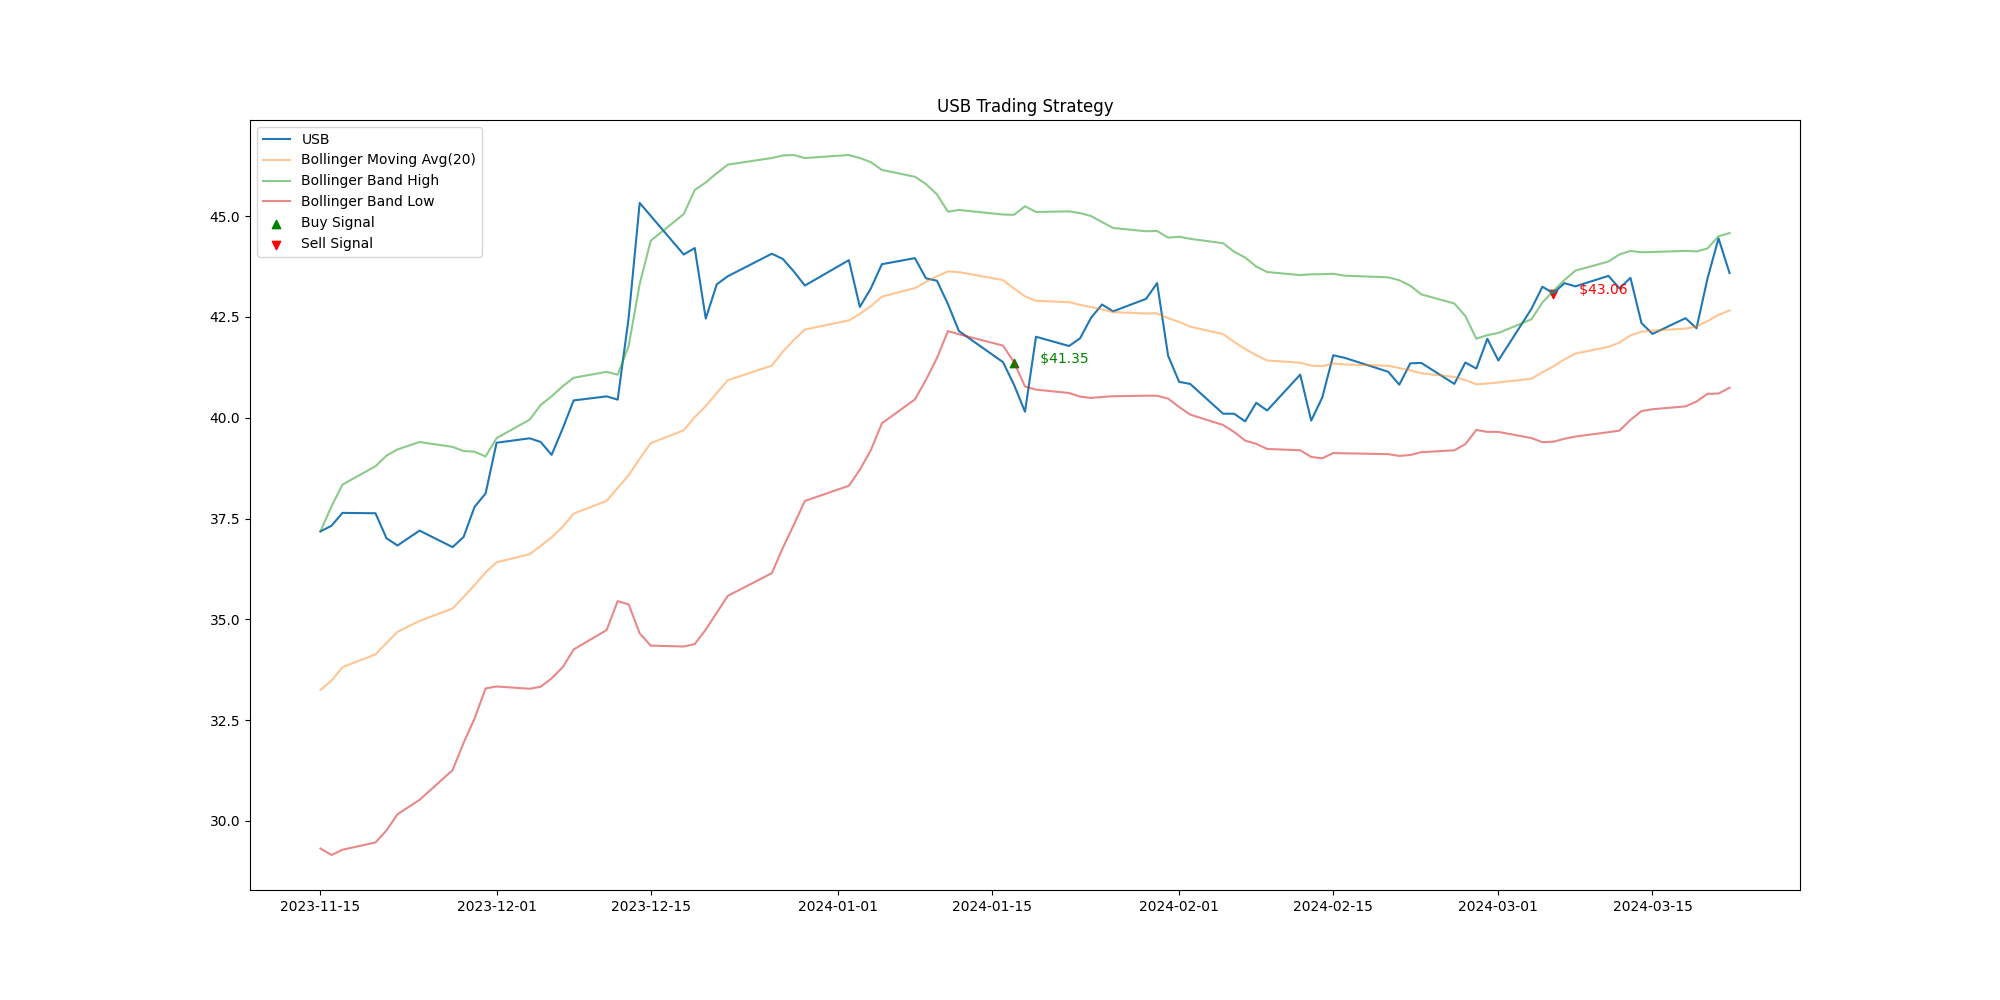 USB Trading Strategy
USB
Bollinger Moving Avg(20)
Bollinger Band High
Bollinger Band Low
Buy Signal
Sell Signal
45.0
42.5
40.0
37.5
35.0
32.5
30.0
$43.06
$41.35
2023-11-15
2023-12-01
2023-12-15
2024-01-01
2024-01-15
2024-02-01
2024-02-15
2024-03-01
2024-03-15